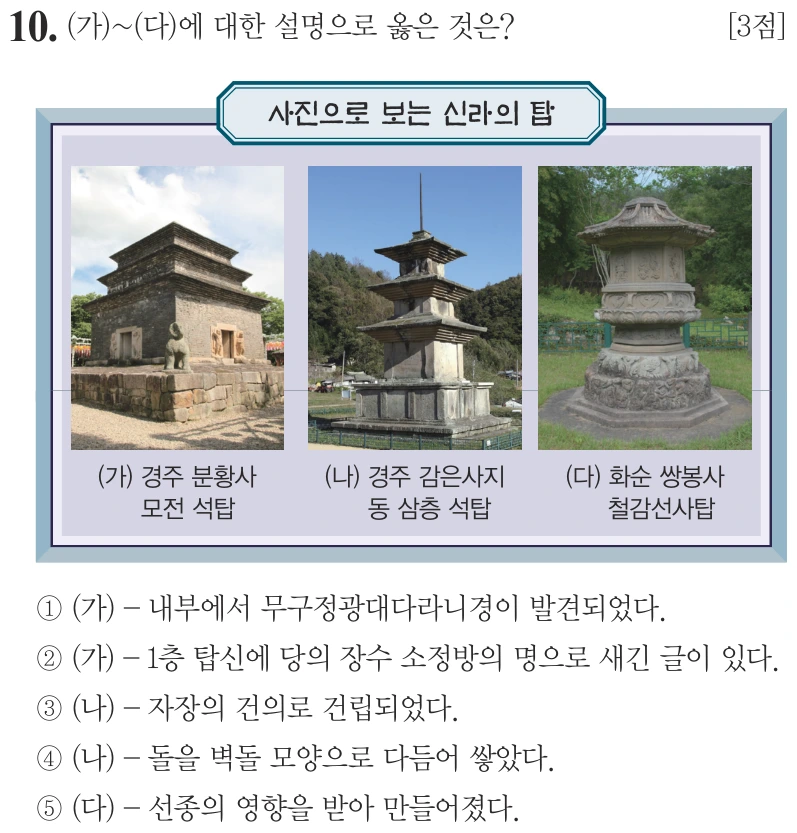 10. (가)~(다)에 대한 설명으로 옳은 것은? [3점]
사진으로 보는 신라의 탑
(가) 경주 분황사
모전 석탑
(나) 경주 감은사지
동 삼층 석탑
(다) 화순 쌍봉사
철감선사탑
① (가) – 내부에서 무구정광대다라니경이 발견되었다.
② (가) – 1층 탑신에 당의 장수 소정방의 명으로 새긴 글이 있다.
③ (나) – 자장의 건의로 건립되었다.
④ (나) – 돌을 벽돌 모양으로 다듬어 쌓았다.
⑤ (다) – 선종의 영향을 받아 만들어졌다.